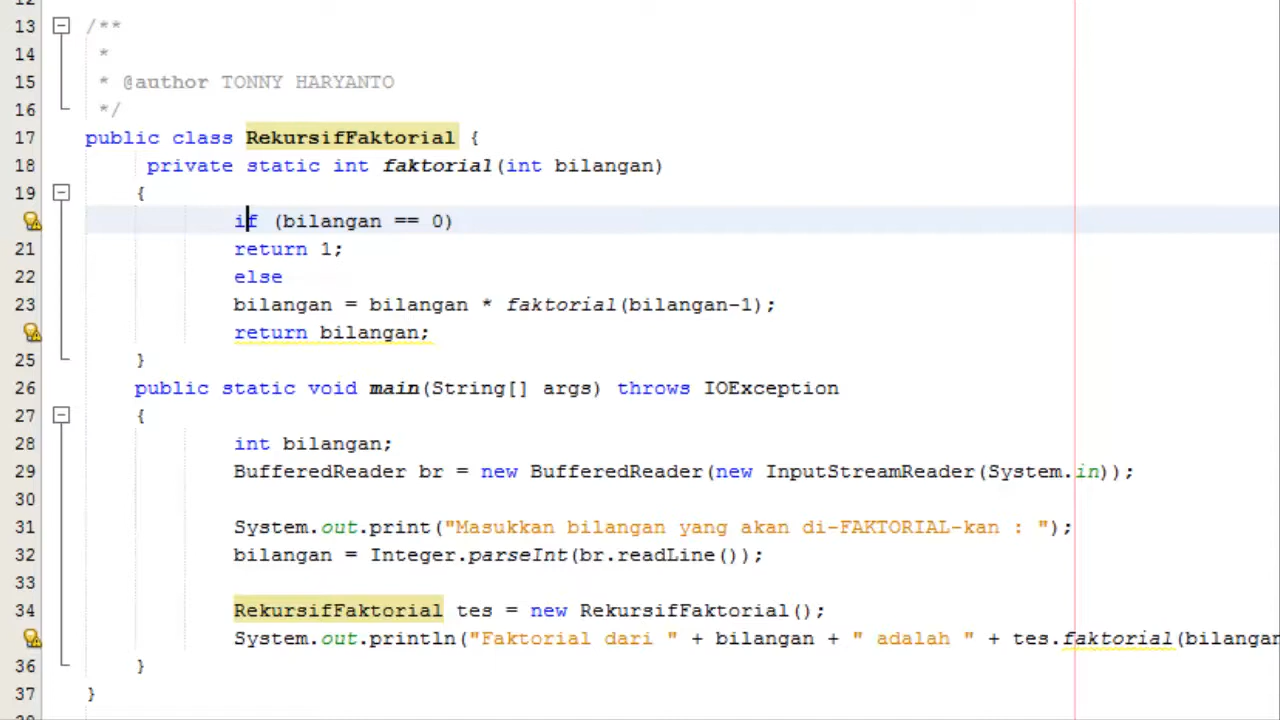 13 /**
14 *
15 * @author TONNY HARYANTO
16 */
17 public class RekursifFaktorial {
18 private static int faktorial(int bilangan)
19 {
if (bilangan == 0)
21 return 1;
22 else
23 bilangan = bilangan * faktorial(bilangan-1);
return bilangan;
25 }
26 public static void main(String[] args) throws IOException
27 {
28 int bilangan;
29 BufferedReader br = new BufferedReader(new InputStreamReader(System.in));
30
31 System.out.print("Masukkan bilangan yang akan di-FAKTORIAL-kan : ");
32 bilangan = Integer.parseInt(br.readLine());
33
34 RekursifFaktorial tes = new RekursifFaktorial();
System.out.println("Faktorial dari " + bilangan + " adalah " + tes.faktorial(bilangan
36 }
37 }